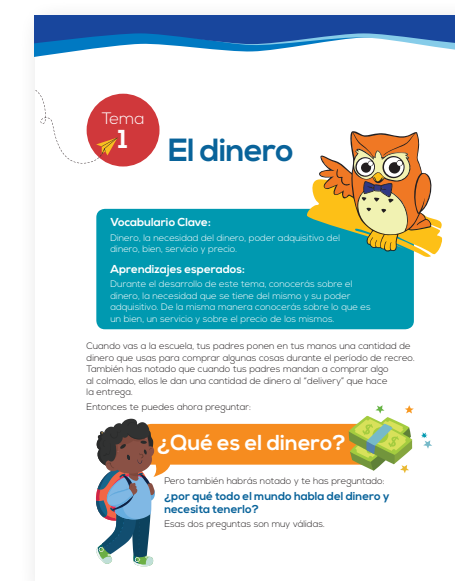 Tema
1
El dinero
Vocabulario Clave:
Dinero, la necesidad del dinero, poder adquisitivo del
dinero, bien, servicio y precio.
Aprendizajes esperados:
Durante el desarrollo de este tema, conocerás sobre el
dinero, la necesidad que se tiene del mismo y su poder
adquisitivo. De la misma manera conocerás sobre lo que es
un bien, un servicio y sobre el precio de los mismos.
Cuando vas a la escuela, tus padres ponen en tus manos una cantidad de
dinero que usas para comprar algunas cosas durante el período de recreo.
También has notado que cuando tus padres mandan a comprar algo
al colmado, ellos le dan una cantidad de dinero al "delivery" que hace
la entrega.
Entonces te puedes ahora preguntar:
¿Qué es el dinero?
Pero también habrás notado y te has preguntado:
¿por qué todo el mundo habla del dinero y
necesita tenerlo?
Esas dos preguntas son muy válidas.